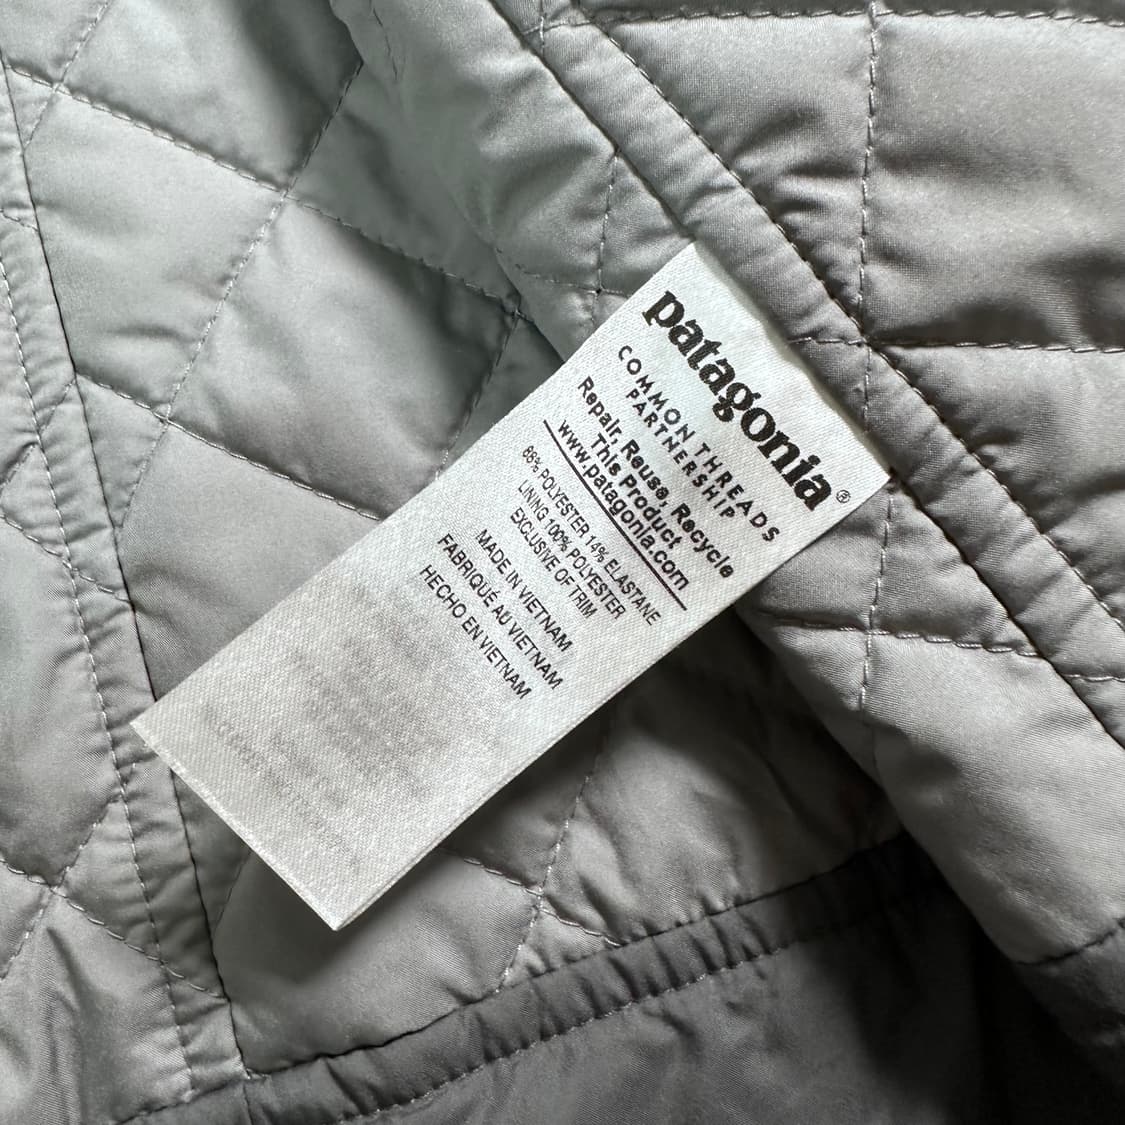 patagonia®
COMMON THREADS
PARTNERSHIP
Repair, Reuse, Recycle
This Product
www.patagonia.com
86% POLYESTER 14% ELASTANE
LINING 100% POLYESTER
EXCLUSIVE OF TRIM
MADE IN VIETNAM
FABRIQUÉ AU VIETNAM
HECHO EN VIETNAM